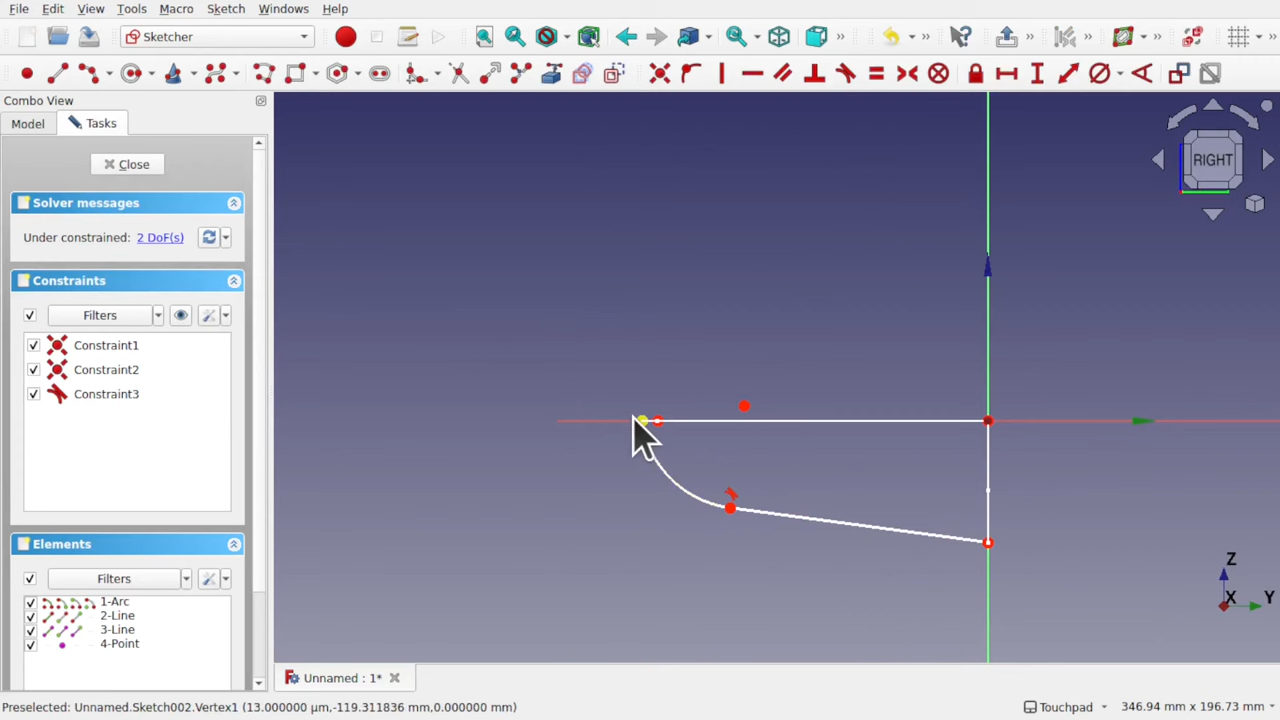 File Edit View Tools Macro Sketch Windows Help
Sketcher
Combo View
Model Tasks
Close
Solver messages
Under constrained: 2 DoF(s)
Constraints
Filters
Constraint1
Constraint2
Constraint3
Elements
Filters
1-Arc
2-Line
3-Line
4-Point
RIGHT
Z
X Y
Unnamed : 1*
Preselected: Unnamed.Sketch002.Vertex1 (13.000000 µm,-119.311836 mm,0.000000 mm) Touchpad 346.94 mm x 196.73 mm